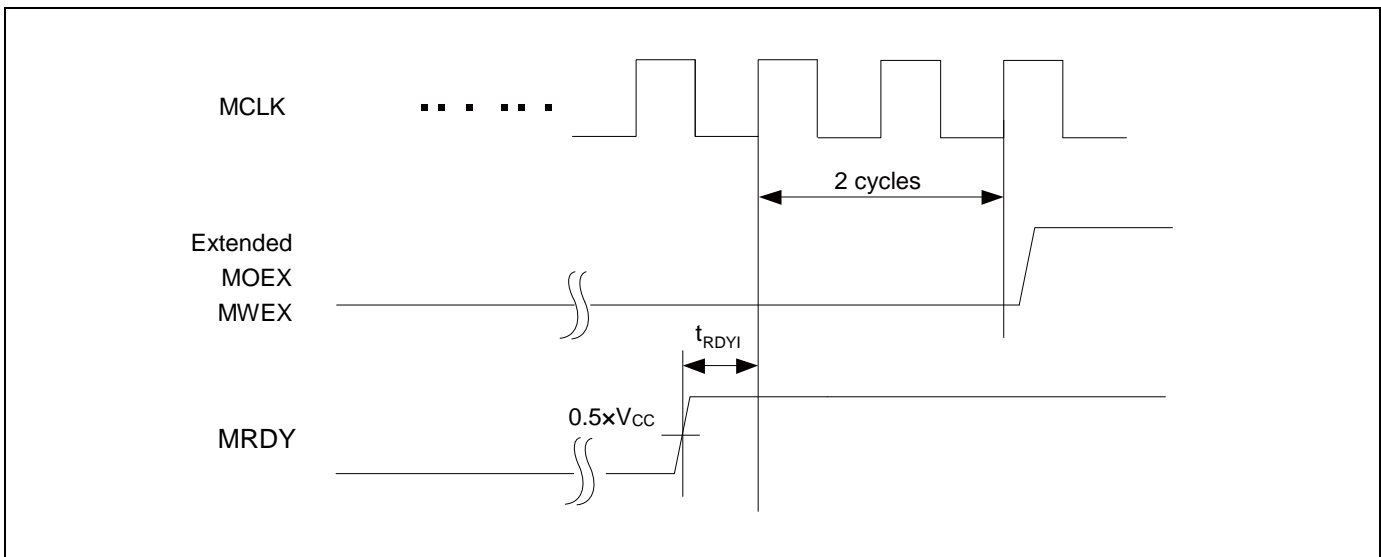 MCLK
2 cycles
Extended
MOEX
MWEX
tRDYI
0.5×VCC
MRDY